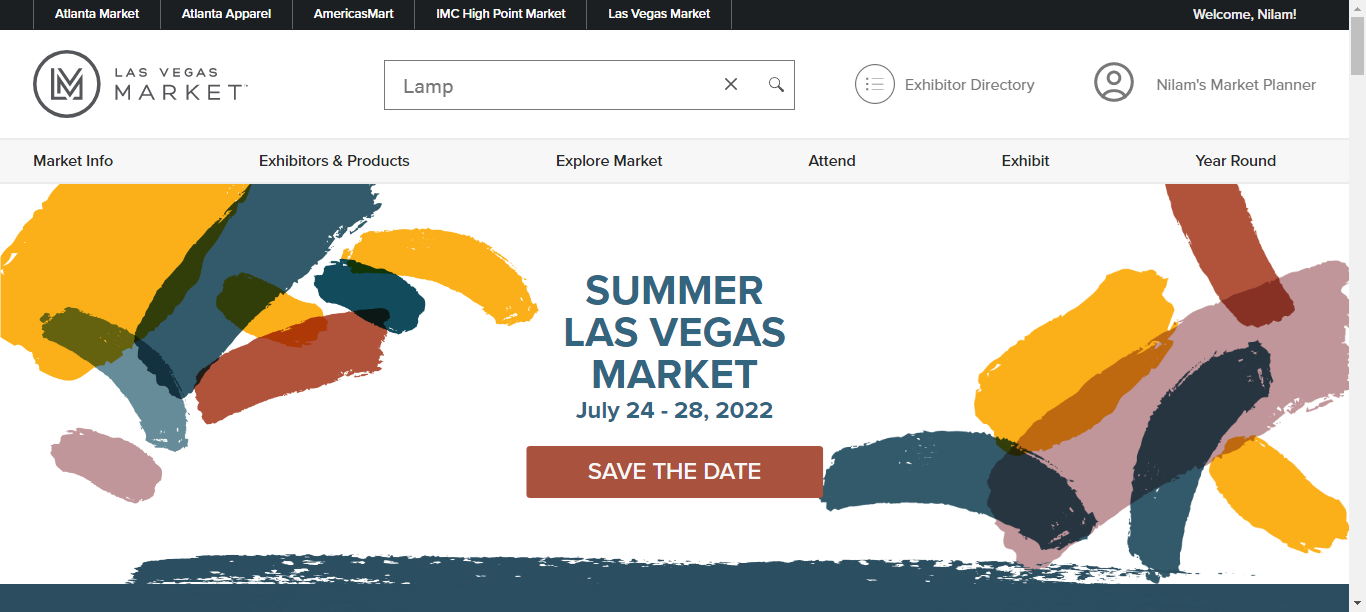 Atlanta Market
Atlanta Apparel
AmericasMart
IMC High Point Market
Las Vegas Market
Welcome, Nilam!
LAS VEGAS
MARKET
Lamp
Exhibitor Directory
Nilam's Market Planner
Market Info
Exhibitors & Products
Explore Market
Attend
Exhibit
Year Round
SUMMER
LAS VEGAS
MARKET
July 24 - 28, 2022
SAVE THE DATE